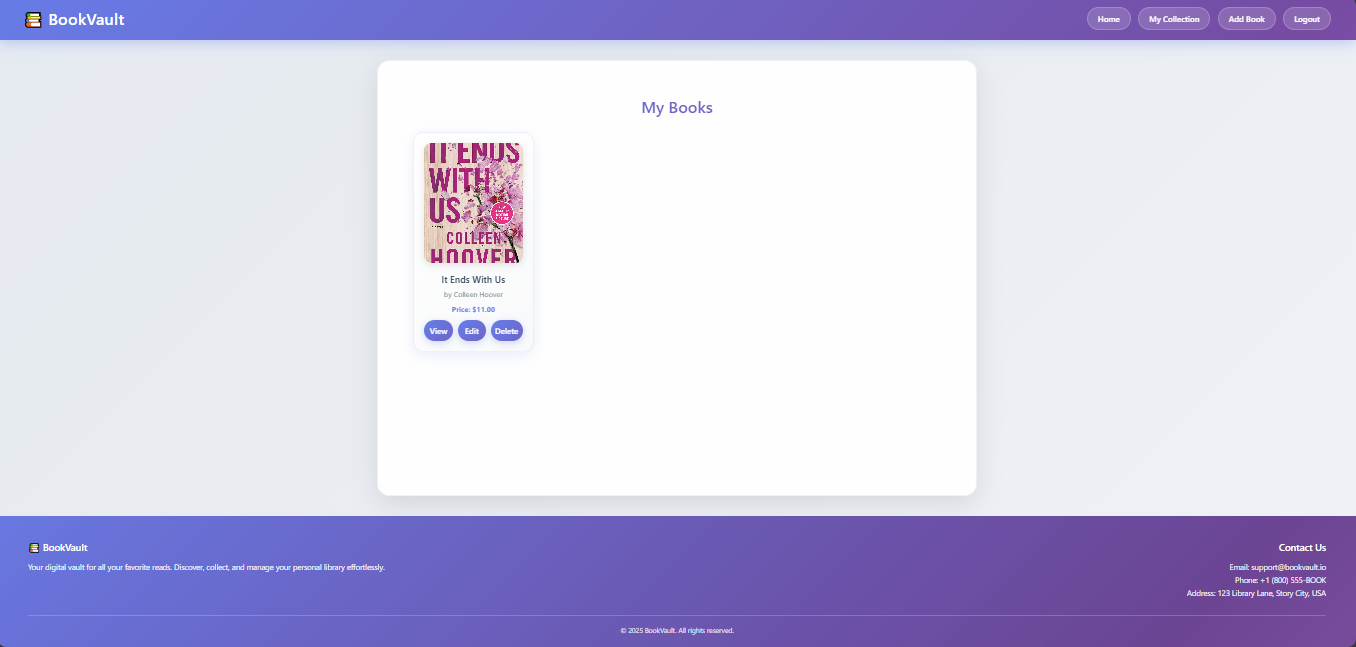 BookVault
Home
My Collection
Add Book
Logout
My Books
IT ENDS
WITH
US
COLLEEN
HOOVER
It Ends With Us
by Colleen Hoover
Price: $11.00
View
Edit
Delete
BookVault
Your digital vault for all your favorite reads. Discover, collect, and manage your personal library effortlessly.
Contact Us
Email: support@bookvault.io
Phone: +1 (800) 555-BOOK
Address: 123 Library Lane, Story City, USA
© 2025 BookVault. All rights reserved.